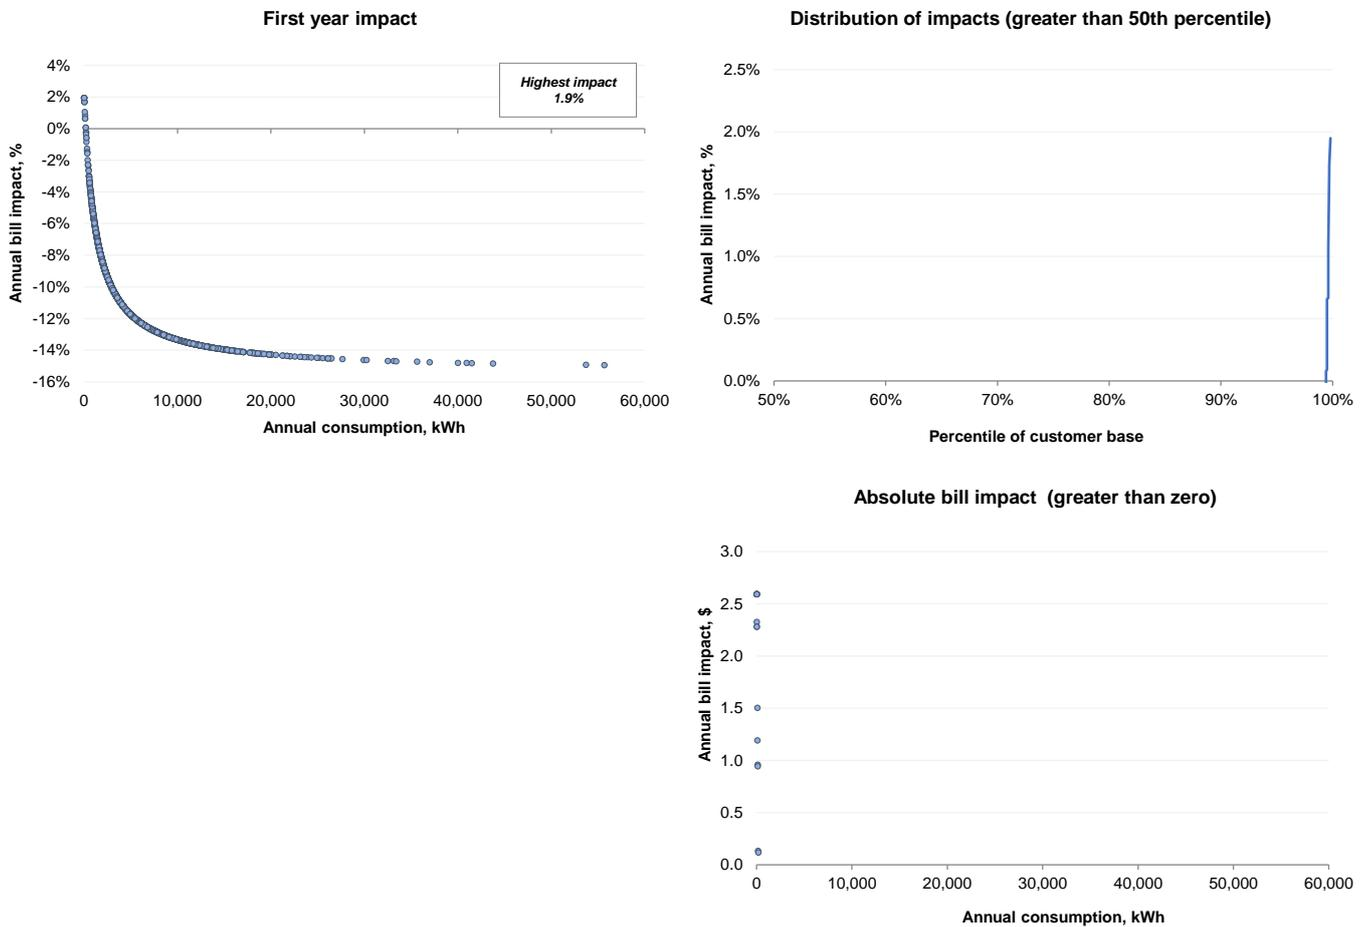 First year impact
4%
2%
0%
-2%
-4%
-6%
-8%
-10%
-12%
-14%
-16%
Annual bill impact, %
Highest impact
1.9%
0 10,000 20,000 30,000 40,000 50,000 60,000
Annual consumption, kWh
Distribution of impacts (greater than 50th percentile)
2.5%
2.0%
1.5%
1.0%
0.5%
0.0%
Annual bill impact, %
50% 60% 70% 80% 90% 100%
Percentile of customer base
Absolute bill impact (greater than zero)
3.0
2.5
2.0
1.5
1.0
0.5
0.0
Annual bill impact, $
0 10,000 20,000 30,000 40,000 50,000 60,000
Annual consumption, kWh